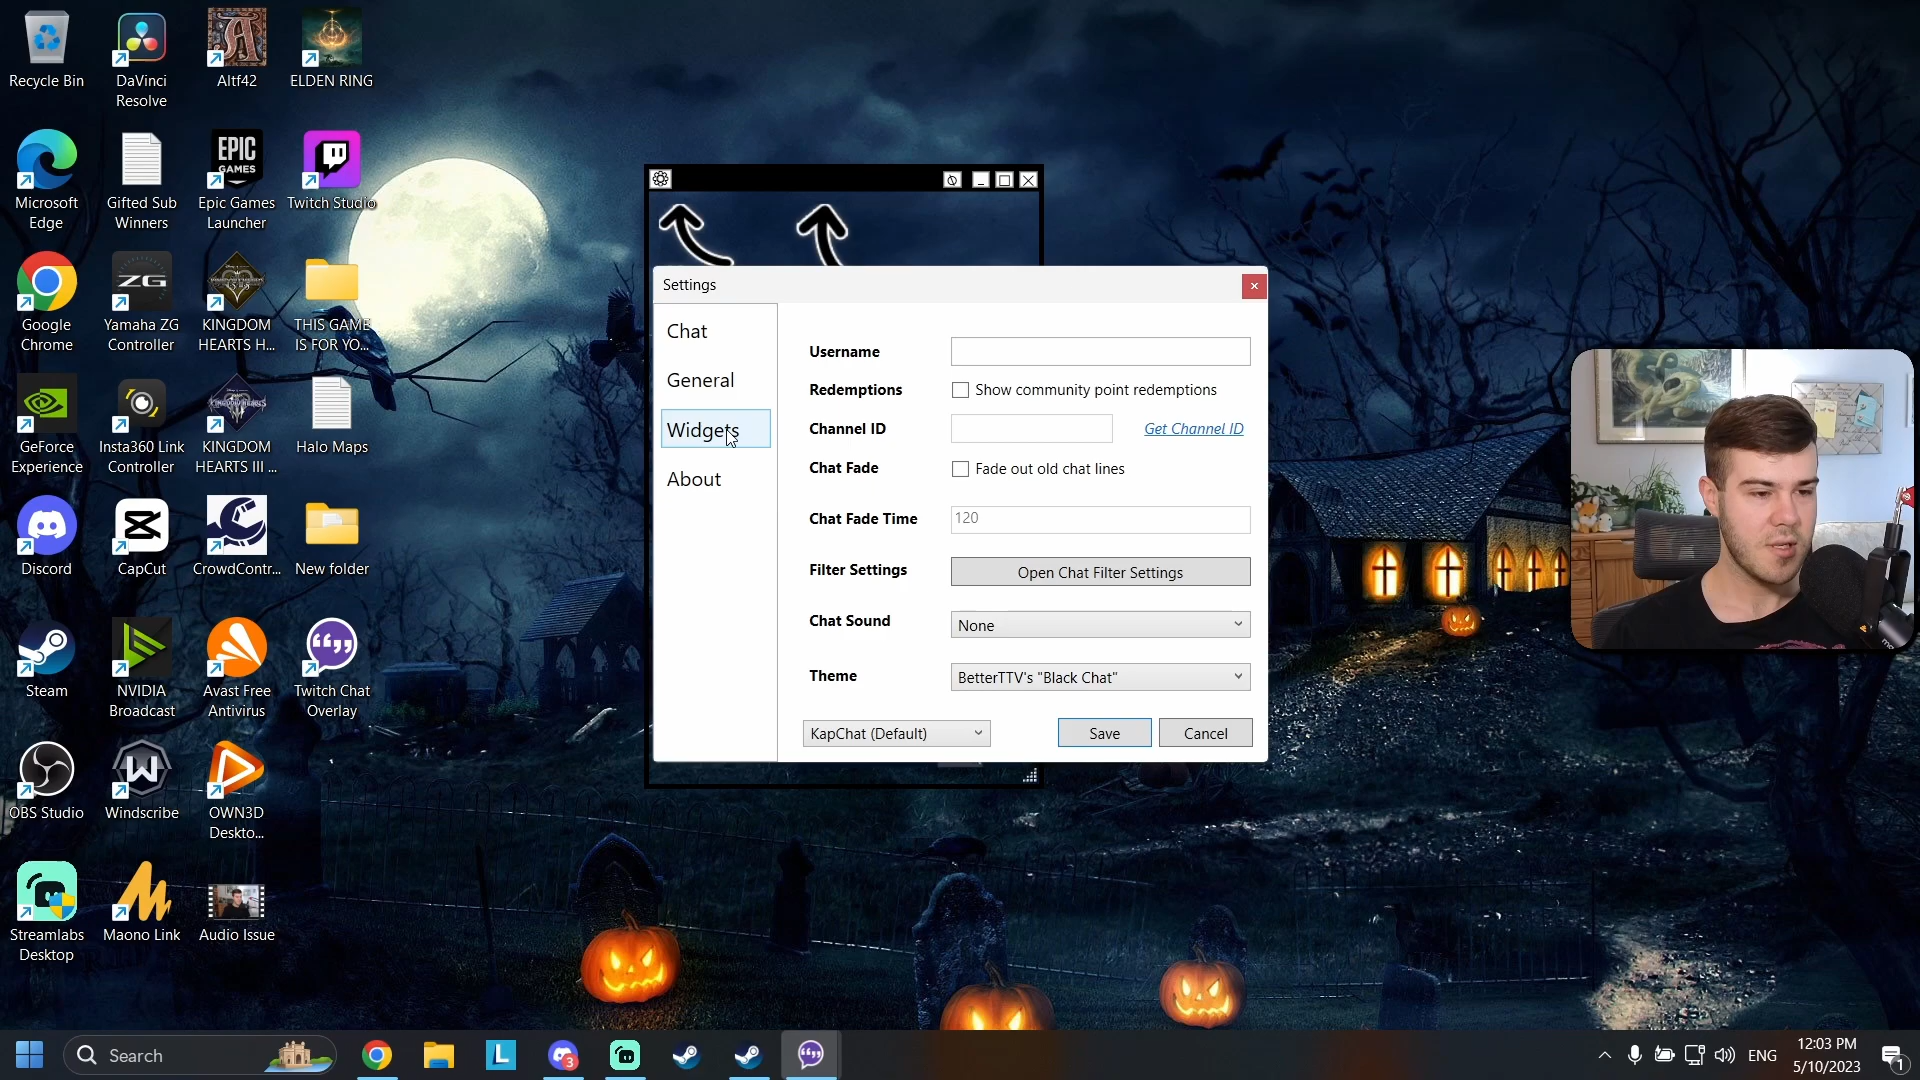 Recycle Bin
DaVinci
Resolve
Altf42
ELDEN RING
Microsoft
Edge
Gifted Sub
Winners
EPIC
GAMES
Epic Games
Launcher
Twitch Studio
Google
Chrome
ZG
Yamaha ZG
Controller
KINGDOM
HEARTS H...
THIS GAME
IS FOR YO...
GeForce
Experience
Insta360 Link
Controller
KINGDOM
HEARTS III ...
Halo Maps
Discord
CapCut
CrowdContr...
New folder
Steam
NVIDIA
Broadcast
Avast Free
Antivirus
Twitch Chat
Overlay
OBS Studio
Windscribe
OWN3D
Deskto...
Streamlabs
Desktop
Maono Link
Audio Issue
Settings
Chat
General
Widgets
About
Username
Redemptions
Show community point redemptions
Channel ID
Get Channel ID
Chat Fade
Fade out old chat lines
Chat Fade Time
120
Filter Settings
Open Chat Filter Settings
Chat Sound
None
Theme
BetterTTV's "Black Chat"
KapChat (Default)
Save
Cancel
Search
L
3
ENG
12:03 PM
5/10/2023
1